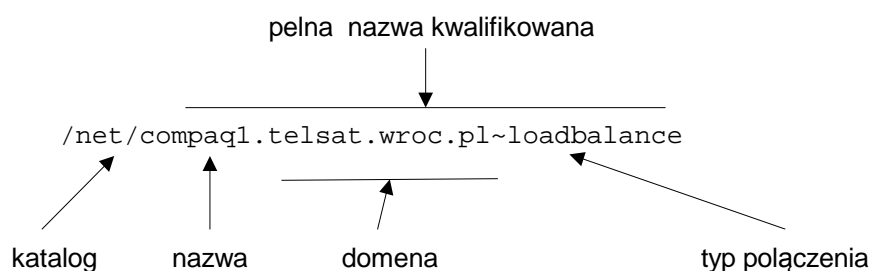 pelna nazwa kwalifikowana
/net/compaq1.telsat.wroc.pl~loadbalance
katalog nazwa domena typ połączenia